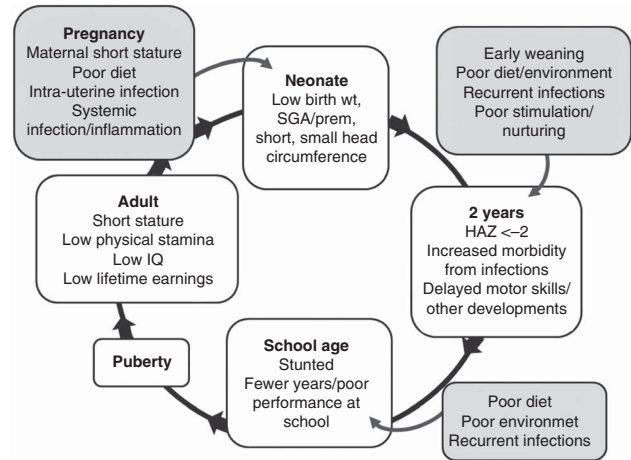 Pregnancy
Maternal short stature
Poor diet
Intra-uterine infection
Systemic
infection/inflammation
Neonate
Low birth wt,
SGA/prem,
short, small head
circumference
Early weaning
Poor diet/environment
Recurrent infections
Poor stimulation/
nurturing
2 years
HAZ <–2
Increased morbidity
from infections
Delayed motor skills/
other developments
Poor diet
Poor environmet
Recurrent infections
School age
Stunted
Fewer years/poor
performance at
school
Puberty
Adult
Short stature
Low physical stamina
Low IQ
Low lifetime earnings